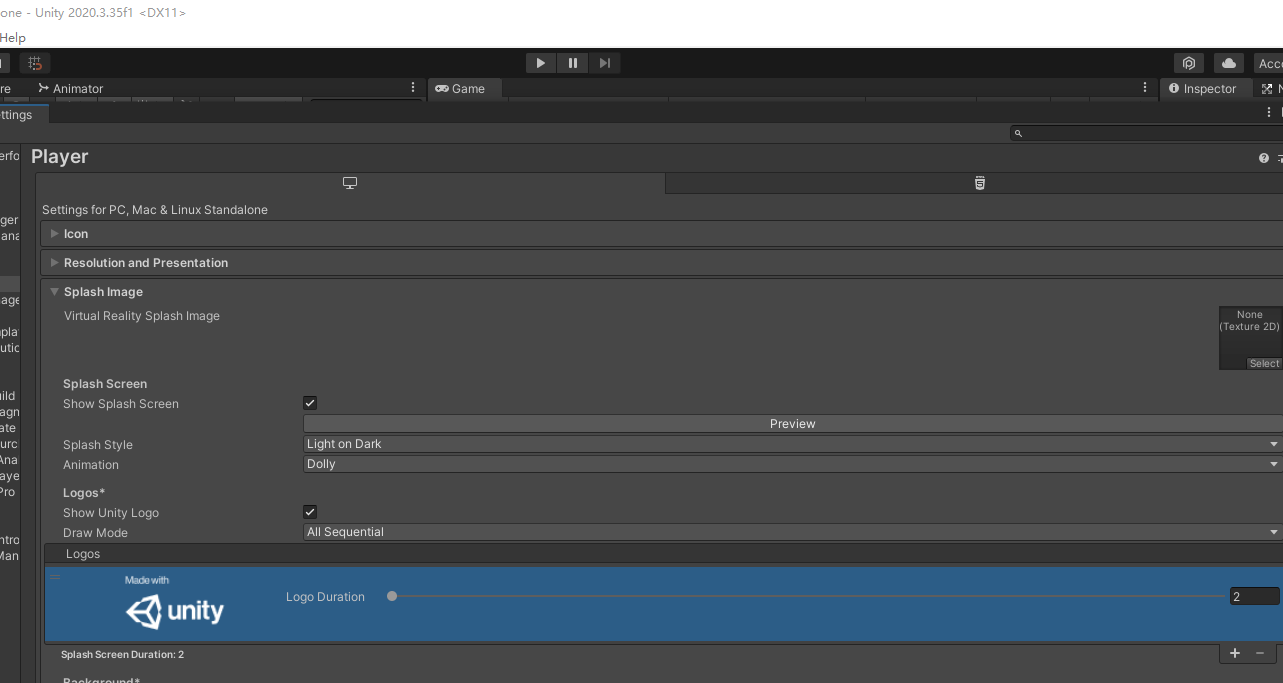 one - Unity 2020.3.35f1 <DX11>
Help
Acc
re Animator Game Inspector
ttings
erfo Player
Settings for PC, Mac & Linux Standalone
ger Icon
ana
Resolution and Presentation
Splash Image
age
Virtual Reality Splash Image None
(Texture 2D)
npla
utio
Select
Splash Screen
uild
Show Splash Screen
agn
Preview
ate
Splash Style Light on Dark
urc
Animation Dolly
Ana
aye
Logos*
Pro
Show Unity Logo
Draw Mode All Sequential
ntro
Logos
Man
Made with
unity
Logo Duration 2
Splash Screen Duration: 2
Background*